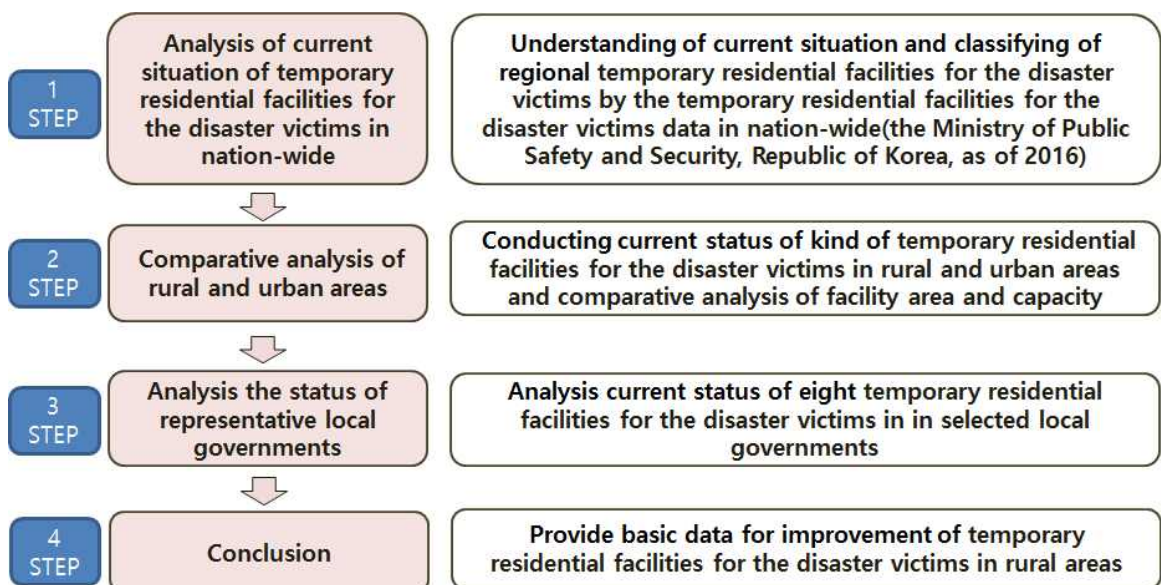 1
STEP
Analysis of current
situation of temporary
residential facilities for
the disaster victims in
nation-wide
Understanding of current situation and classifying of
regional temporary residential facilities for the disaster
victims by the temporary residential facilities for the
disaster victims data in nation-wide(the Ministry of Public
Safety and Security, Republic of Korea, as of 2016)
2
STEP
Comparative analysis of
rural and urban areas
Conducting current status of kind of temporary residential
facilities for the disaster victims in rural and urban areas
and comparative analysis of facility area and capacity
3
STEP
Analysis the status of
representative local
governments
Analysis current status of eight temporary residential
facilities for the disaster victims in in selected local
governments
4
STEP
Conclusion
Provide basic data for improvement of temporary
residential facilities for the disaster victims in rural areas